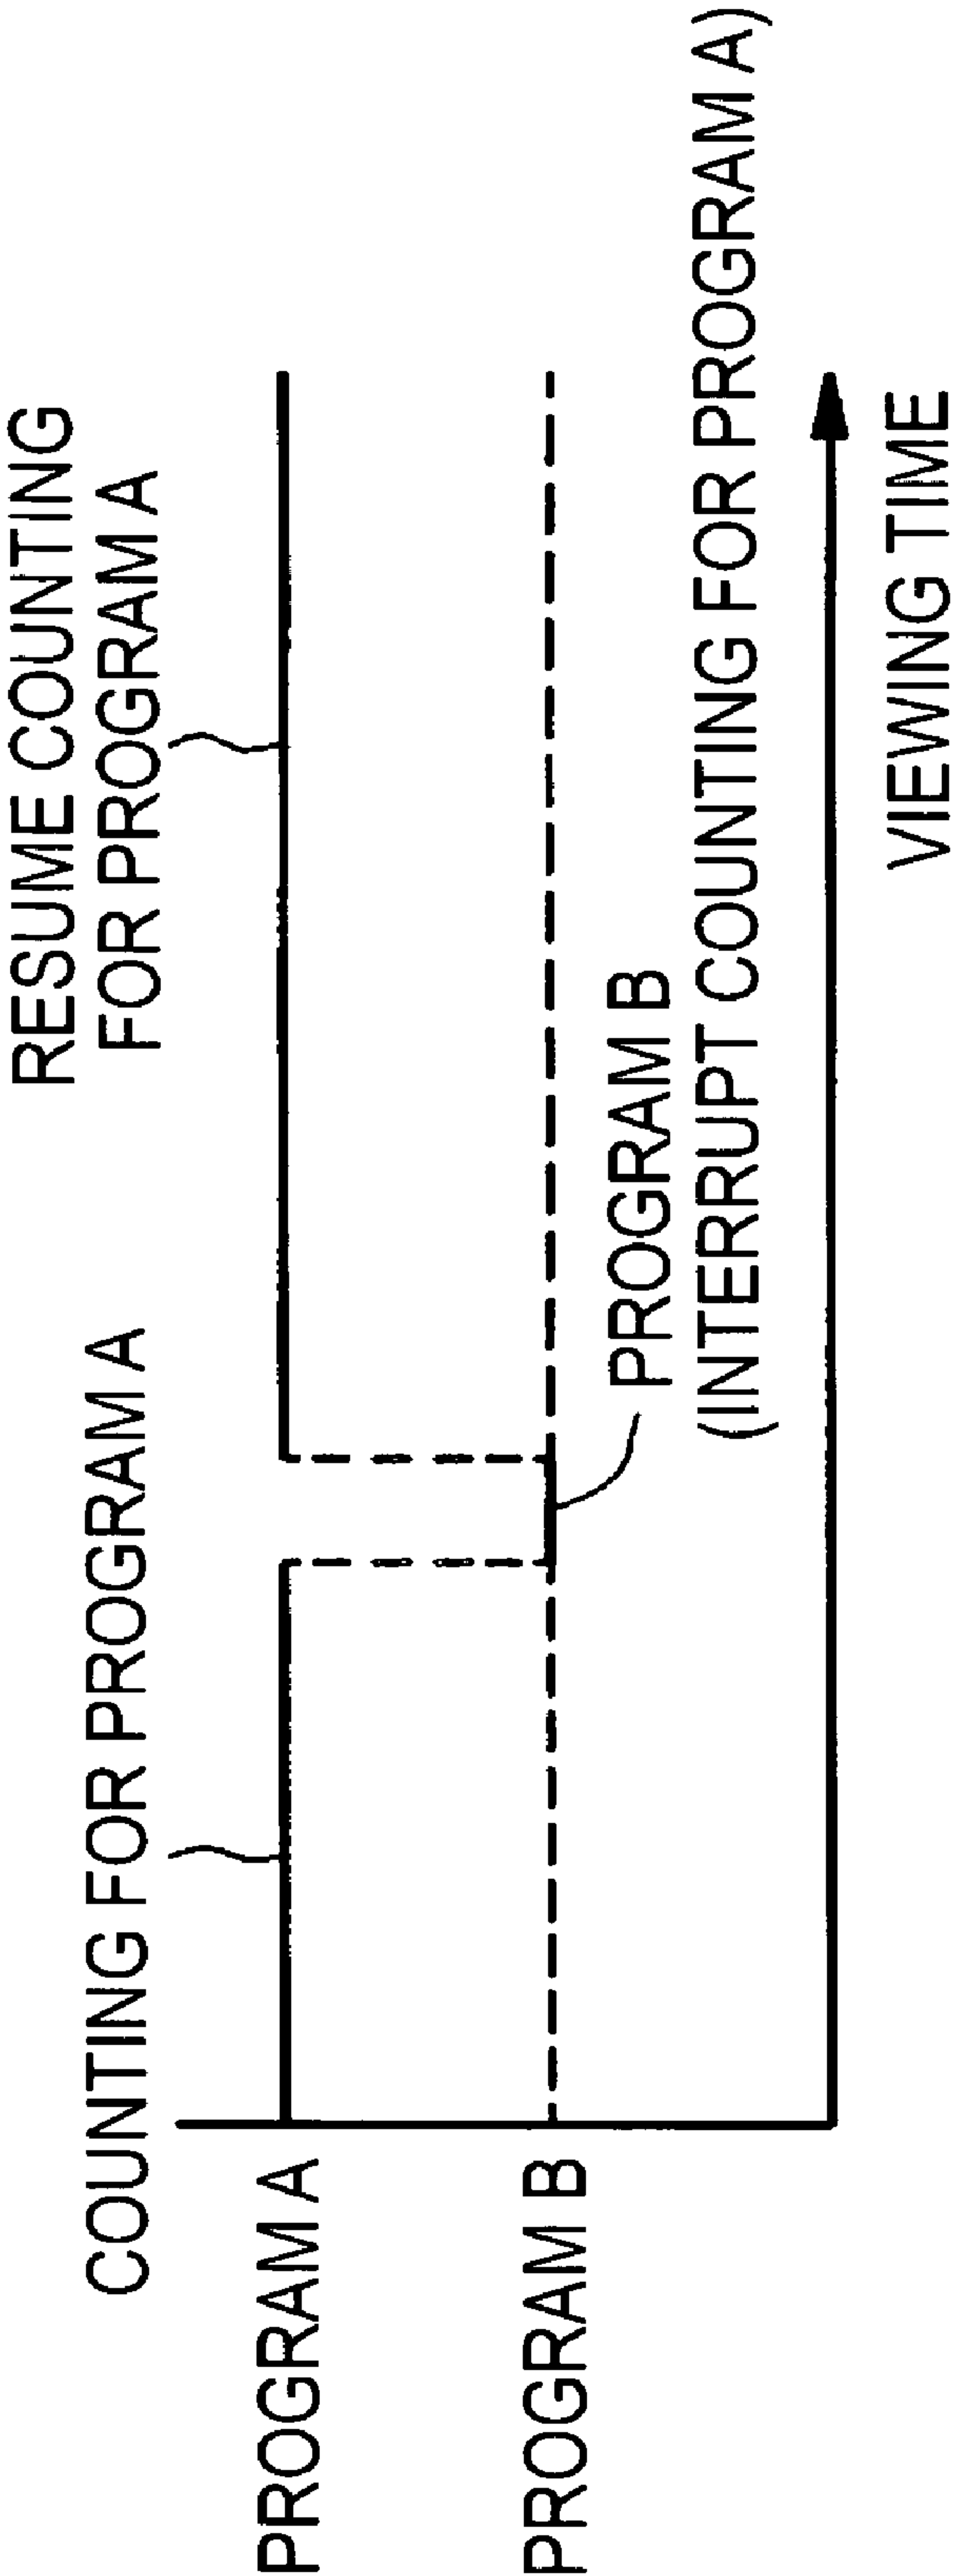 COUNTING FOR PROGRAM A
RESUME COUNTING
FOR PROGRAM A
PROGRAM A
PROGRAM B
PROGRAM B
(INTERRUPT COUNTING FOR PROGRAM A)
VIEWING TIME